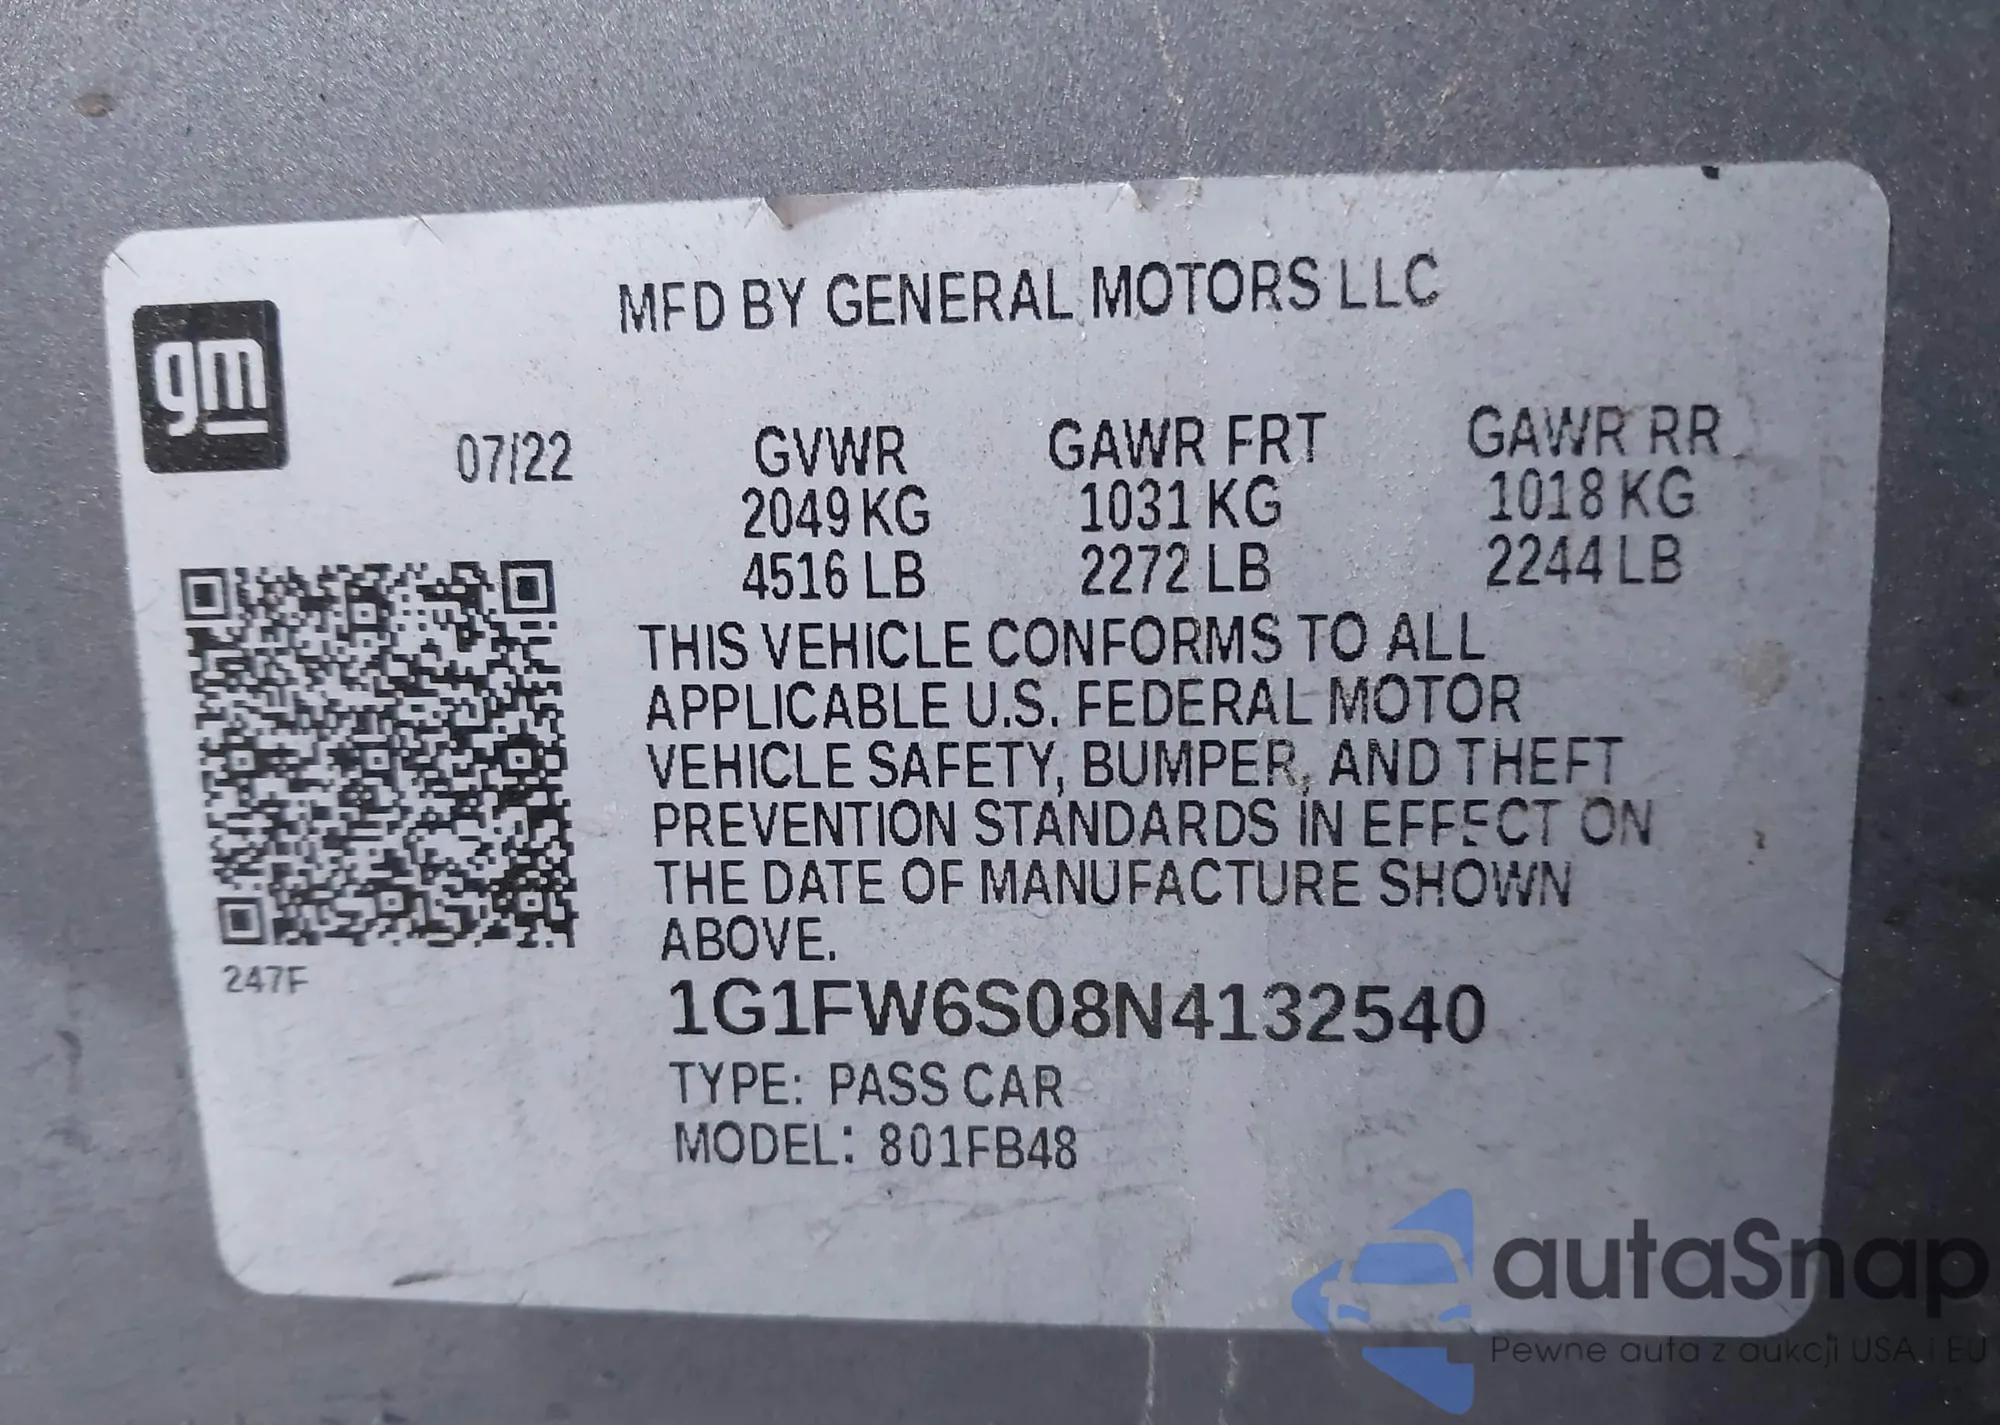 MFD BY GENERAL MOTORS LLC
gm
07/22
GVWR GAWR FRT GAWR RR
2049 KG 1031 KG 1018 KG
4516 LB 2272 LB 2244 LB
THIS VEHICLE CONFORMS TO ALL
APPLICABLE U.S. FEDERAL MOTOR
VEHICLE SAFETY, BUMPER, AND THEFT
PREVENTION STANDARDS IN EFFECT ON
THE DATE OF MANUFACTURE SHOWN
ABOVE.
247F
1G1FW6S08N4132540
TYPE: PASS CAR
MODEL: 801FB48
autaSnap
Pewne auta z aukcji USA i EU